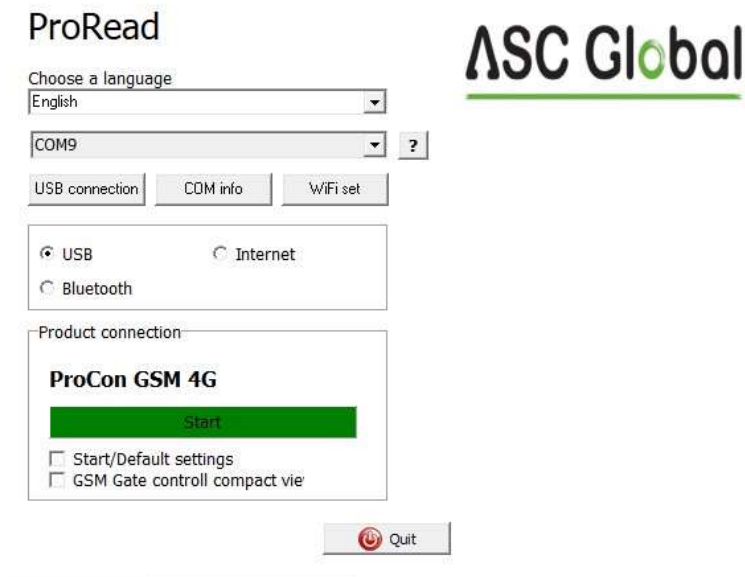 ProRead
ASC Global
Choose a language
English
COM9
?
USB connection COM info WiFi set
USB Internet
Bluetooth
Product connection
ProCon GSM 4G
Start
Start/Default settings
GSM Gate controll compact vie
Quit